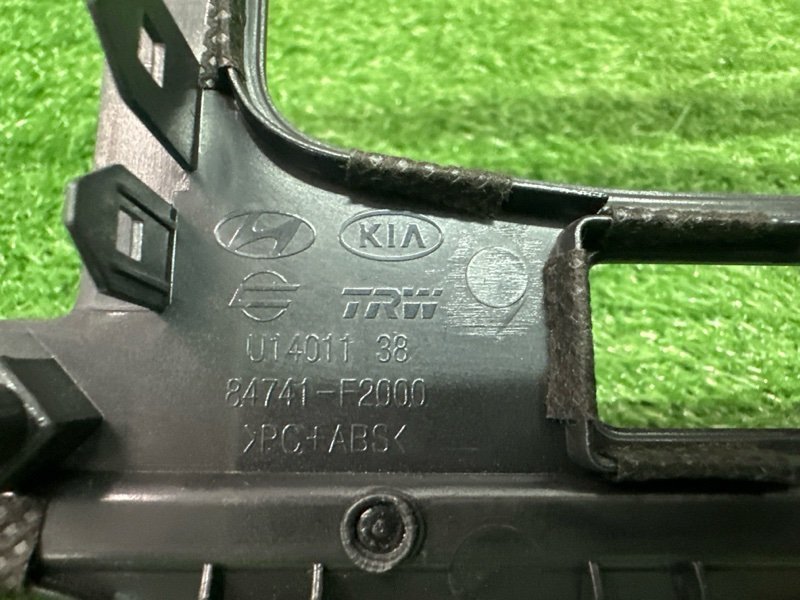 KIA
TRW
U14011 38
84741-F2000
>PC+ABS<